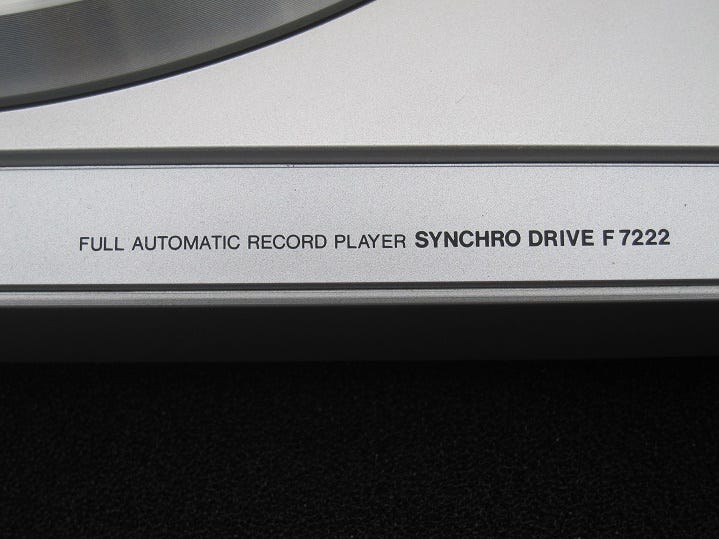 FULL AUTOMATIC RECORD PLAYER SYNCHRO DRIVE F 7222